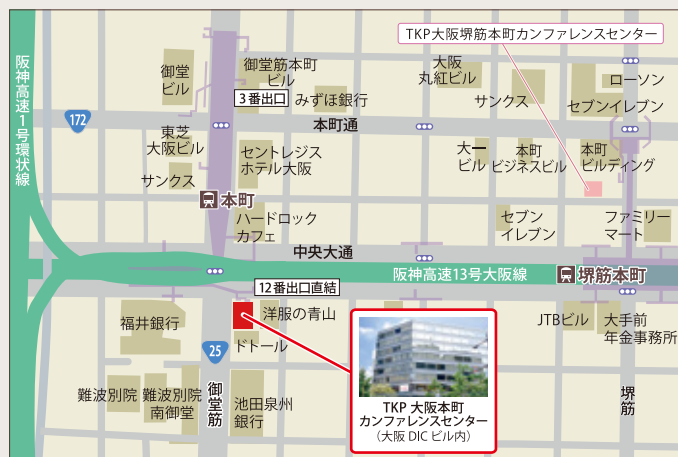 TKP大阪堺筋本町カンファレンスセンター
阪神高速1号環状線
御堂
ビル
御堂筋本町
ビル
3番出口
みずほ銀行
大阪
丸紅ビル
サンクス
ローソン
セブンイレブン
172
本町通
東芝
大阪ビル
サンクス
セントレジス
ホテル大阪
大一
ビル
本町
ビジネスビル
本町
ビルディング
本町
ハードロック
カフェ
セブン
イレブン
ファミリー
マート
中央大通
阪神高速13号大阪線
堺筋本町
12番出口直結
福井銀行
洋服の青山
ドトール
25
御堂筋
JTBビル
大手前
年金事務所
難波別院
難波別院
南御堂
池田泉州
銀行
堺筋
TKP 大阪本町
カンファレンスセンター
(大阪 DIC ビル内)